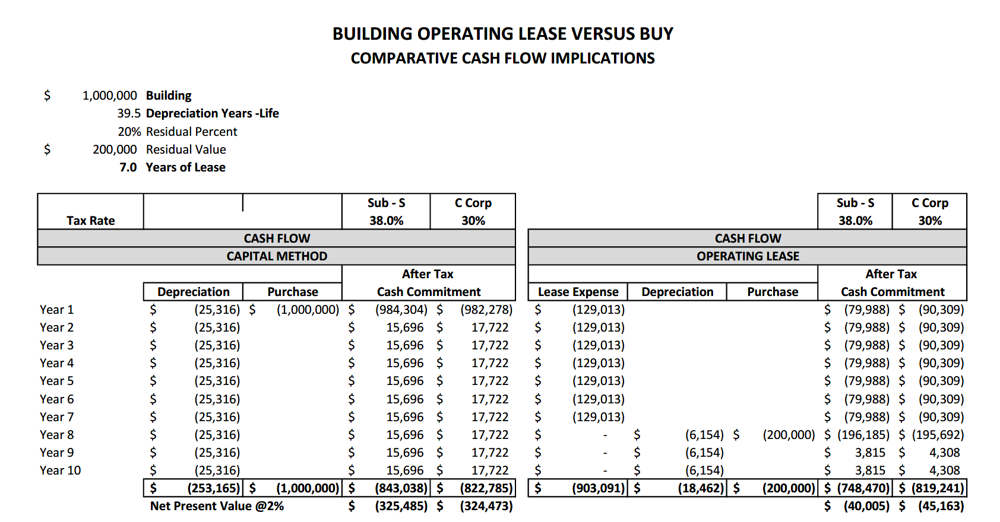 BUILDING OPERATING LEASE VERSUS BUY
COMPARATIVE CASH FLOW IMPLICATIONS
$ 1,000,000 Building
39.5 Depreciation Years -Life
20% Residual Percent
$ 200,000 Residual Value
7.0 Years of Lease
Sub - S C Corp Sub - S C Corp
Tax Rate 38.0% 30% 38.0% 30%
CASH FLOW CASH FLOW
CAPITAL METHOD OPERATING LEASE
After Tax After Tax
Depreciation Purchase Cash Commitment Lease Expense Depreciation Purchase Cash Commitment
Year 1 $ (25,316) $ (1,000,000) $ (984,304) $ (982,278) $ (129,013) $ (79,988) $ (90,309)
Year 2 $ (25,316) $ 15,696 $ 17,722 $ (129,013) $ (79,988) $ (90,309)
Year 3 $ (25,316) $ 15,696 $ 17,722 $ (129,013) $ (79,988) $ (90,309)
Year 4 $ (25,316) $ 15,696 $ 17,722 $ (129,013) $ (79,988) $ (90,309)
Year 5 $ (25,316) $ 15,696 $ 17,722 $ (129,013) $ (79,988) $ (90,309)
Year 6 $ (25,316) $ 15,696 $ 17,722 $ (129,013) $ (79,988) $ (90,309)
Year 7 $ (25,316) $ 15,696 $ 17,722 $ (129,013) $ (79,988) $ (90,309)
Year 8 $ (25,316) $ 15,696 $ 17,722 $ - $ (6,154) $ (200,000) $ (196,185) $ (195,692)
Year 9 $ (25,316) $ 15,696 $ 17,722 $ - $ (6,154) $ 3,815 $ 4,308
Year 10 $ (25,316) $ 15,696 $ 17,722 $ - $ (6,154) $ 3,815 $ 4,308
$ (253,165) $ (1,000,000) $ (843,038) $ (822,785) $ (903,091) $ (18,462) $ (200,000) $ (748,470) $ (819,241)
Net Present Value @2% $ (325,485) $ (324,473) $ (40,005) $ (45,163)